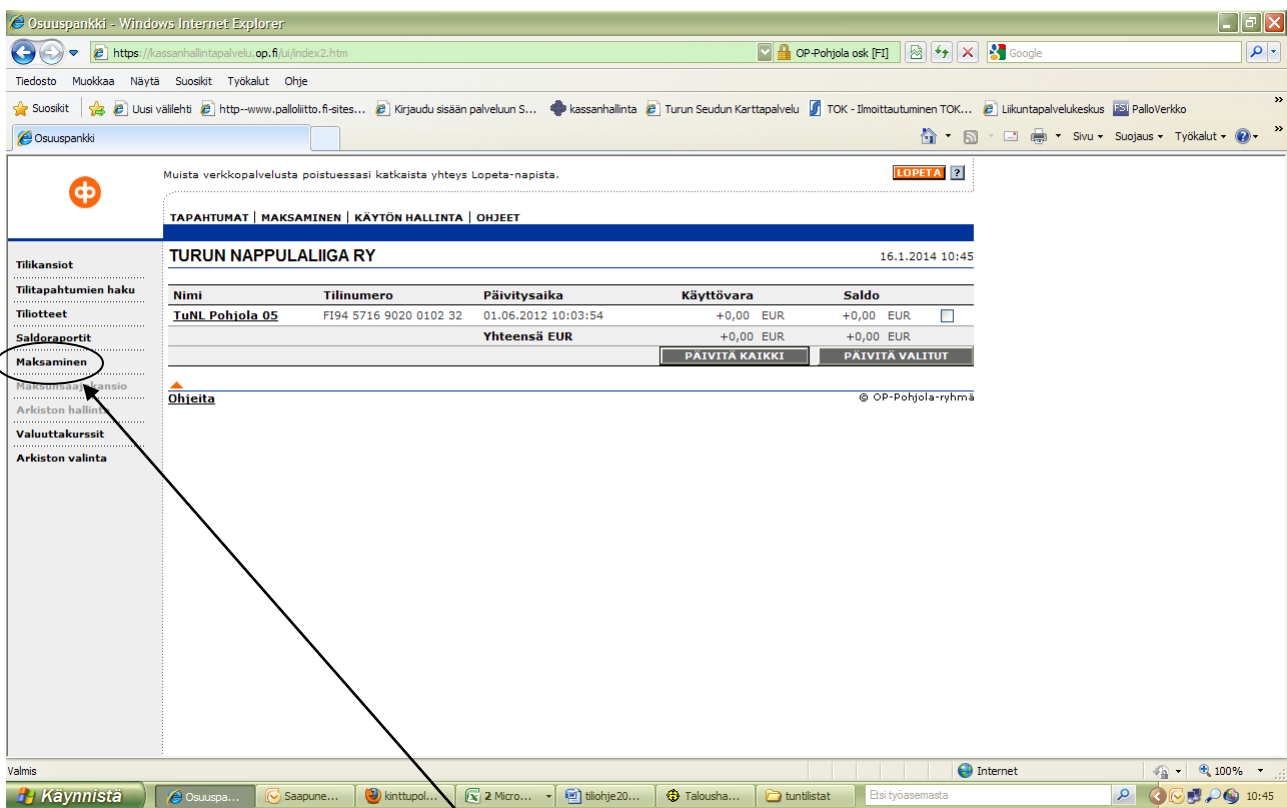 Osuuspankki - Windows Internet Explorer
https://kassanhallintapalvelu.op.fi/ui/index2.htm OP-Pohjola osk [FI] Google
Tiedosto Muokkaa Näytä Suosikit Työkalut Ohje
Suosikit Uusi välilehti http--www.palloliitto.fi-sites... Kirjaudu sisään palveluun S... kassanhallinta Turun Seudun Karttapalvelu TOK - Ilmoittautuminen TOK... Liikuntapalvelukeskus FSI PalloVerkko »
Osuuspankki Sivu Suojaus Työkalut »
Muista verkkopalvelusta poistuessasi katkaista yhteys Lopeta-napista. LOPETA ?
TAPAHTUMAT | MAKSAMINEN | KÄYTÖN HALLINTA | OHJEET
TURUN NAPPULALIIGA RY 16.1.2014 10:45
Tilikansiot
Tilitapahtumien haku
Tiliotteet
Saldoraportit
Maksaminen
Maksunsaajakansio
Arkiston hallinta
Valuuttakurssit
Arkiston valinta
Nimi Tilinumero Päivitysaika Käyttövara Saldo
TuNL Pohjola 05 FI94 5716 9020 0102 32 01.06.2012 10:03:54 +0,00 EUR +0,00 EUR
Yhteensä EUR +0,00 EUR +0,00 EUR
PÄIVITÄ KAIKKI PÄIVITÄ VALITUT
Ohjeita © OP-Pohjola-ryhmä
Valmis Internet 100%
Käynnistä Osuuspa... Saapune... kinttupol... 2 Micro... tiliohje20... Talousha... tuntilistat Etsi työasemasta 10:45